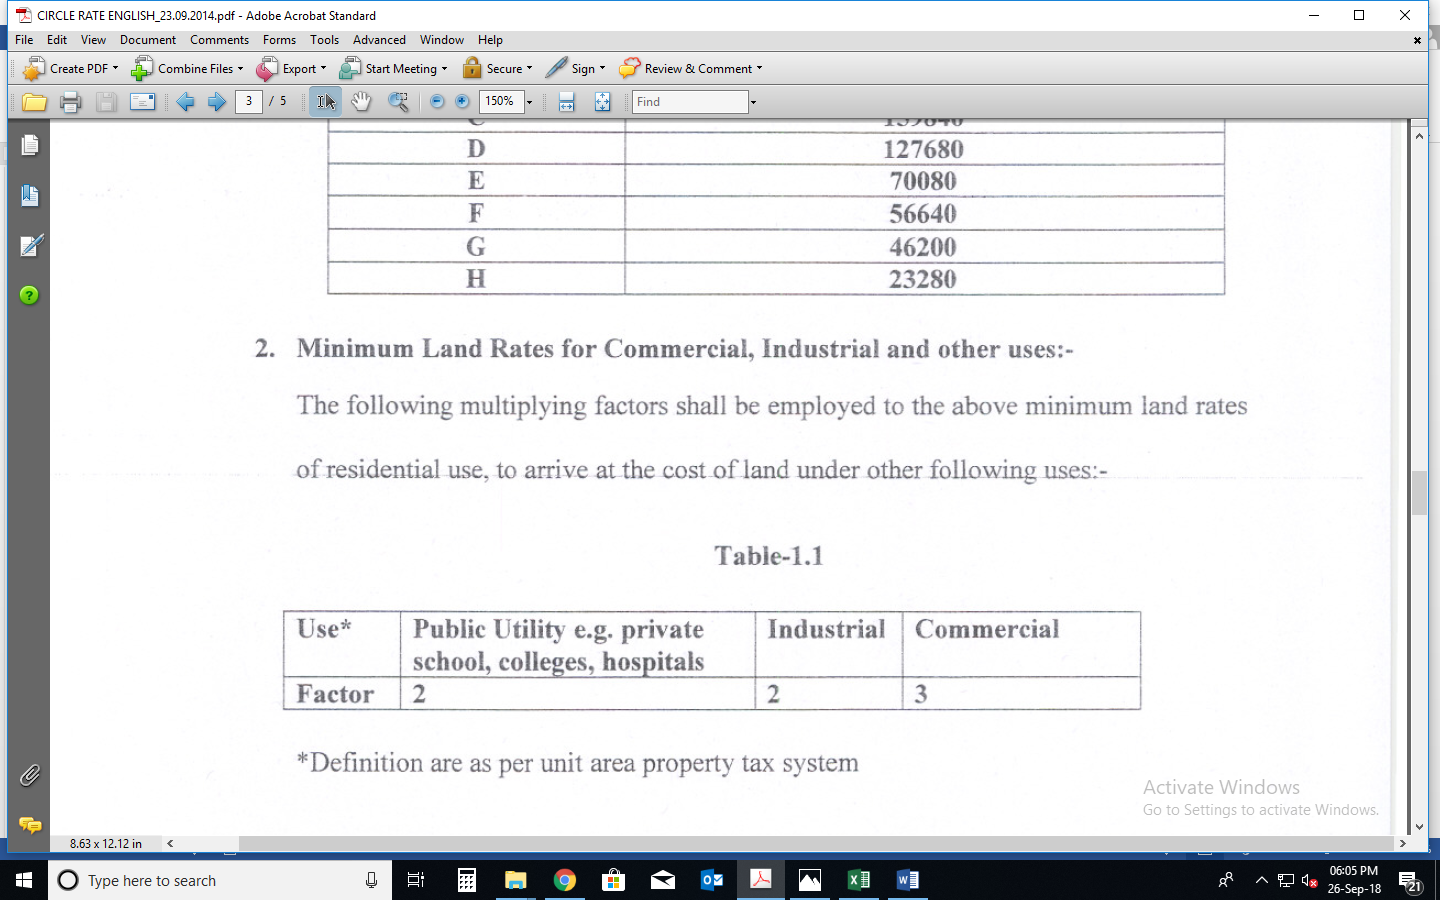 CIRCLE RATE ENGLISH_23.09.2014.pdf - Adobe Acrobat Standard
File Edit View Document Comments Forms Tools Advanced Window Help
Create PDF Combine Files Export Start Meeting Secure Sign Review & Comment
3 / 5 150% Find
D 127680
E 70080
F 56640
G 46200
H 23280
2. Minimum Land Rates for Commercial, Industrial and other uses:-
The following multiplying factors shall be employed to the above minimum land rates
of residential use, to arrive at the cost of land under other following uses:-
Table-1.1
Use* Public Utility e.g. private Industrial Commercial
school, colleges, hospitals
Factor 2 2 3
*Definition are as per unit area property tax system
Activate Windows
Go to Settings to activate Windows.
8.63 x 12.12 in
Type here to search
06:05 PM
26-Sep-18
21